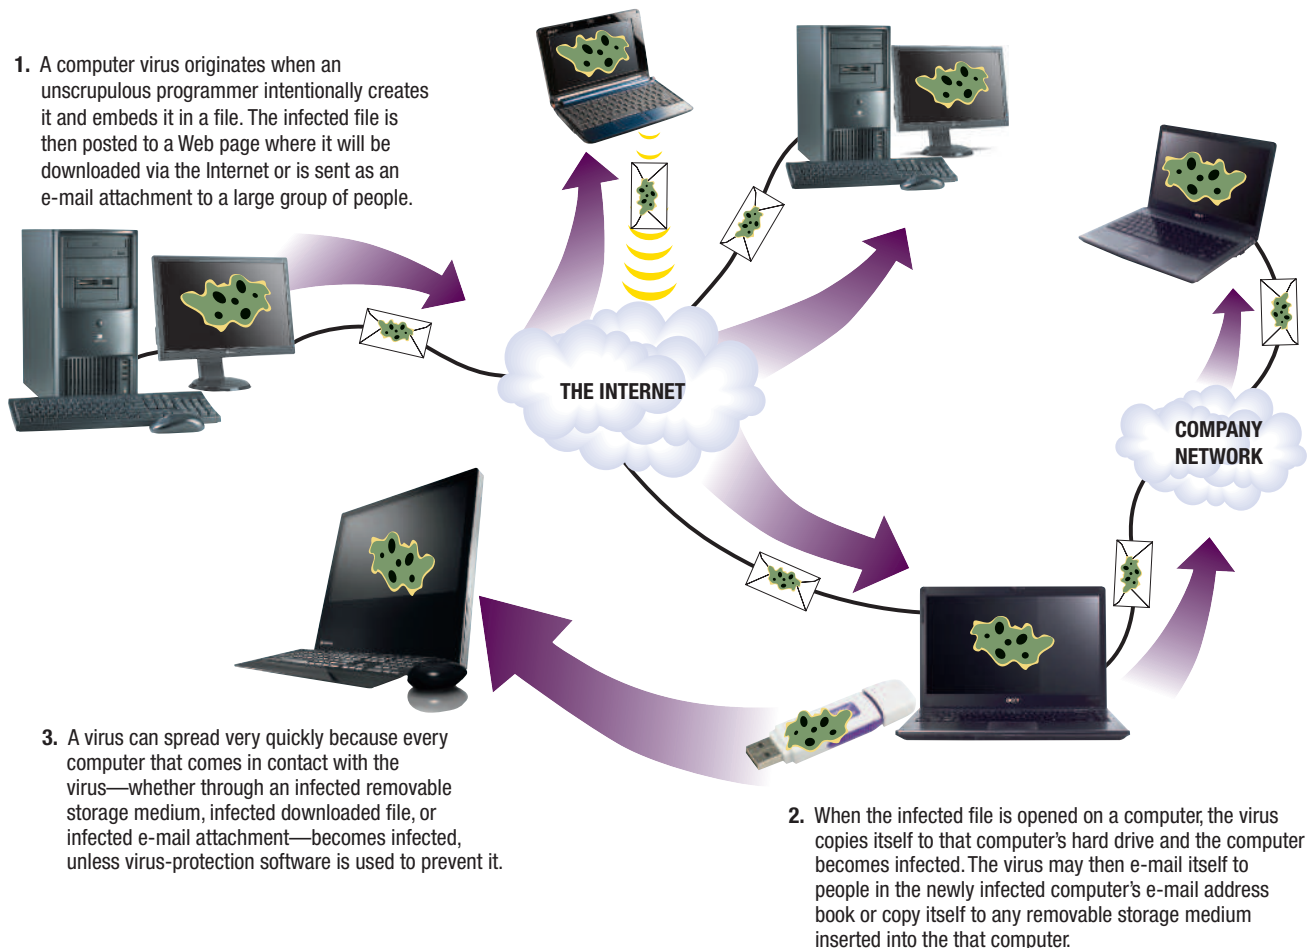 1. A computer virus originates when an
unscrupulous programmer intentionally creates
it and embeds it in a file. The infected file is
then posted to a Web page where it will be
downloaded via the Internet or is sent as an
e-mail attachment to a large group of people.
THE INTERNET
COMPANY
NETWORK
3. A virus can spread very quickly because every
computer that comes in contact with the
virus—whether through an infected removable
storage medium, infected downloaded file, or
infected e-mail attachment—becomes infected,
unless virus-protection software is used to prevent it.
2. When the infected file is opened on a computer, the virus
copies itself to that computer's hard drive and the computer
becomes infected. The virus may then e-mail itself to
people in the newly infected computer's e-mail address
book or copy itself to any removable storage medium
inserted into the that computer.